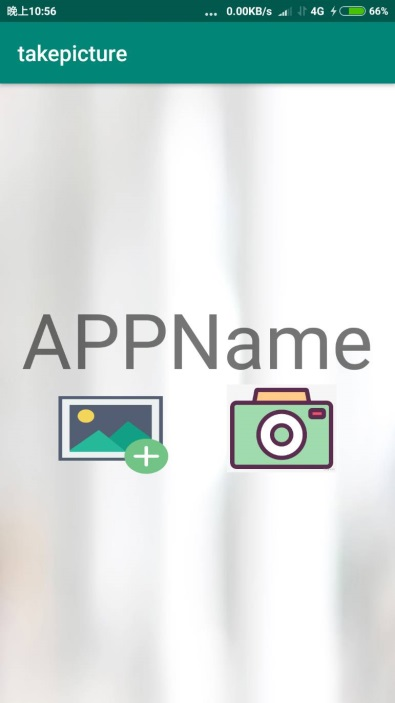 晚上10:56 ... 0.00KB/s 4G 66%
takepicture
APPName